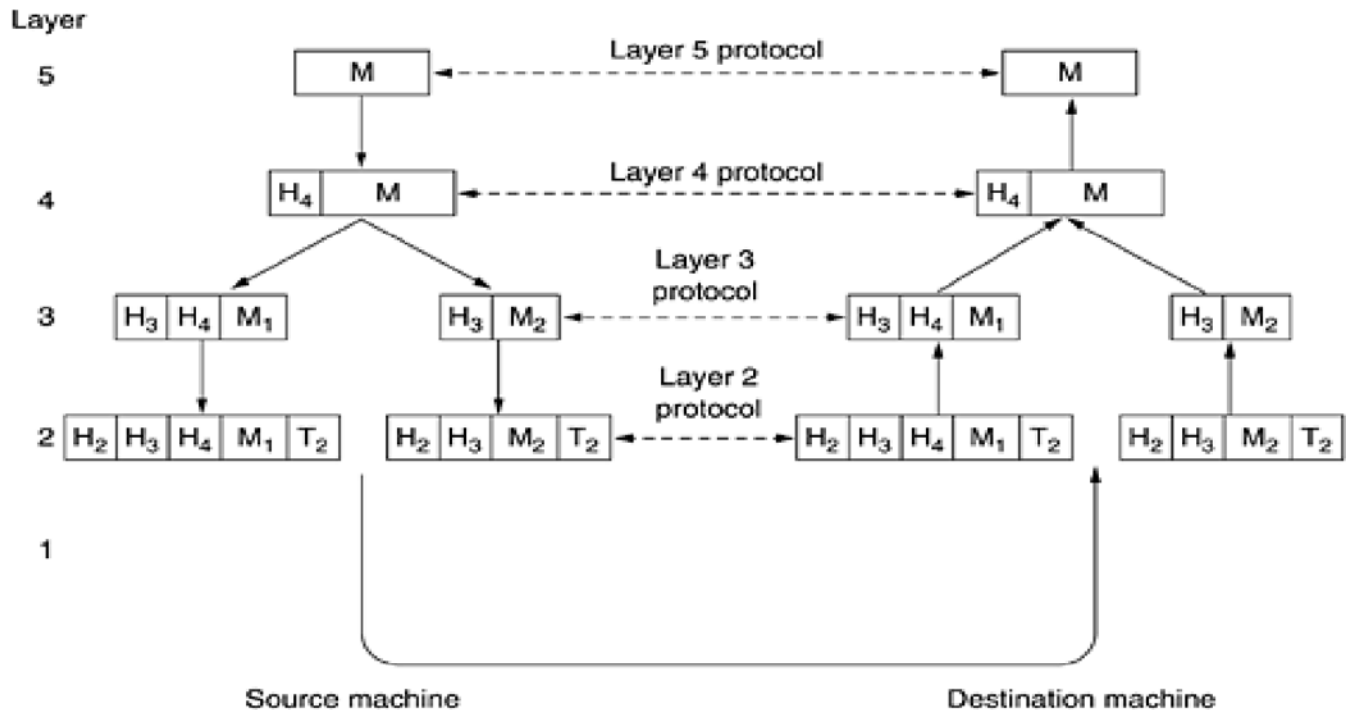 Layer
5 M Layer 5 protocol M
4 H₄ M Layer 4 protocol H₄ M
Layer 3
protocol
3 H₃ H₄ M₁ H₃ M₂ H₃ H₄ M₁ H₃ M₂
Layer 2
protocol
2 H₂ H₃ H₄ M₁ T₂ H₂ H₃ M₂ T₂ H₂ H₃ H₄ M₁ T₂ H₂ H₃ M₂ T₂
1
Source machine Destination machine